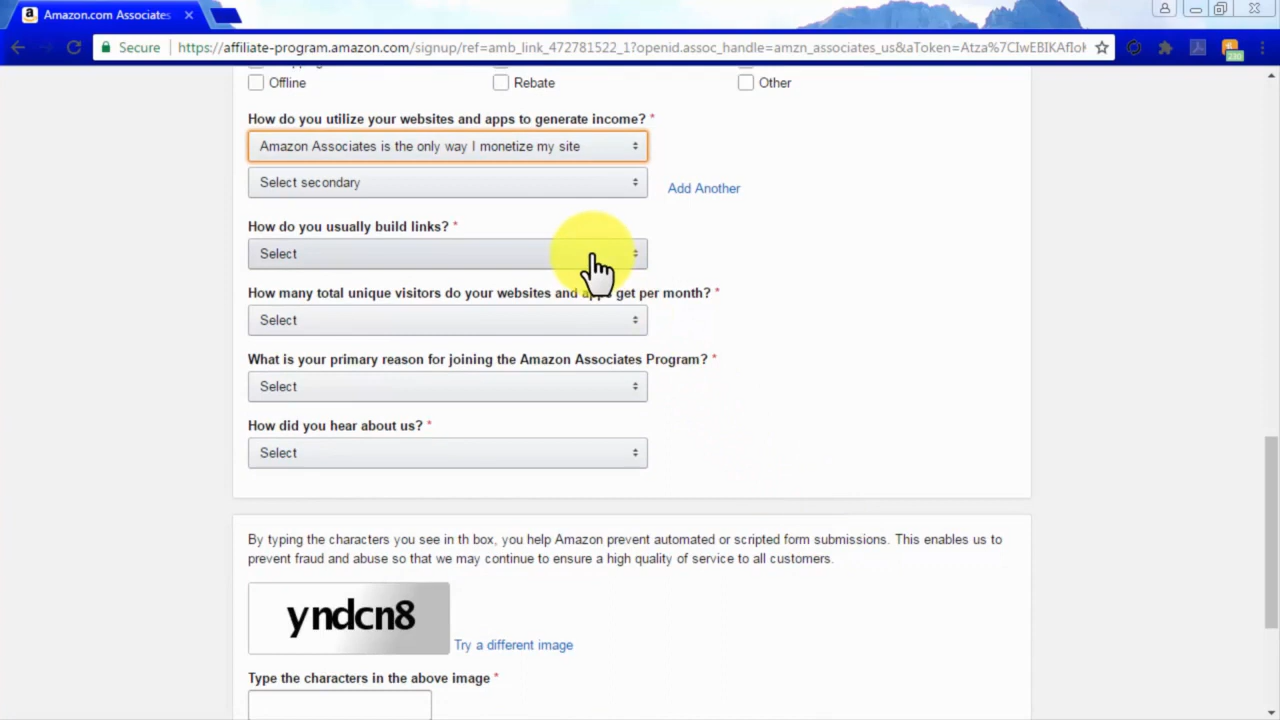 Amazon.com Associates
Secure
https://affiliate-program.amazon.com/signup/ref=amb_link_472781522_1?openid.assoc_handle=amzn_associates_us&aToken=Atza%7CIwEBIKAfIoK
230
Offline
Rebate
Other
How do you utilize your websites and apps to generate income? *
Amazon Associates is the only way I monetize my site
Select secondary
Add Another
How do you usually build links? *
Select
How many total unique visitors do your websites and apps get per month? *
Select
What is your primary reason for joining the Amazon Associates Program? *
Select
How did you hear about us? *
Select
By typing the characters you see in th box, you help Amazon prevent automated or scripted form submissions. This enables us to
prevent fraud and abuse so that we may continue to ensure a high quality of service to all customers.
yndcn8
Try a different image
Type the characters in the above image *